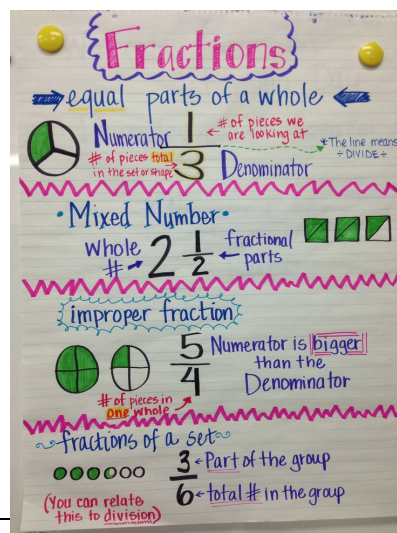 Fractions
equal parts of a whole
Numerator 1 # of pieces we
are looking at
*The line means
÷ DIVIDE ÷
# of pieces total
in the set or shape 3 Denominator
• Mixed Number •
Whole
# 2 1/2 fractional
parts
improper fraction
5
4
Numerator is bigger
than the
Denominator
# of pieces in
one whole
fractions of a set
3 Part of the group
6 total # in the group
(You can relate
this to division)